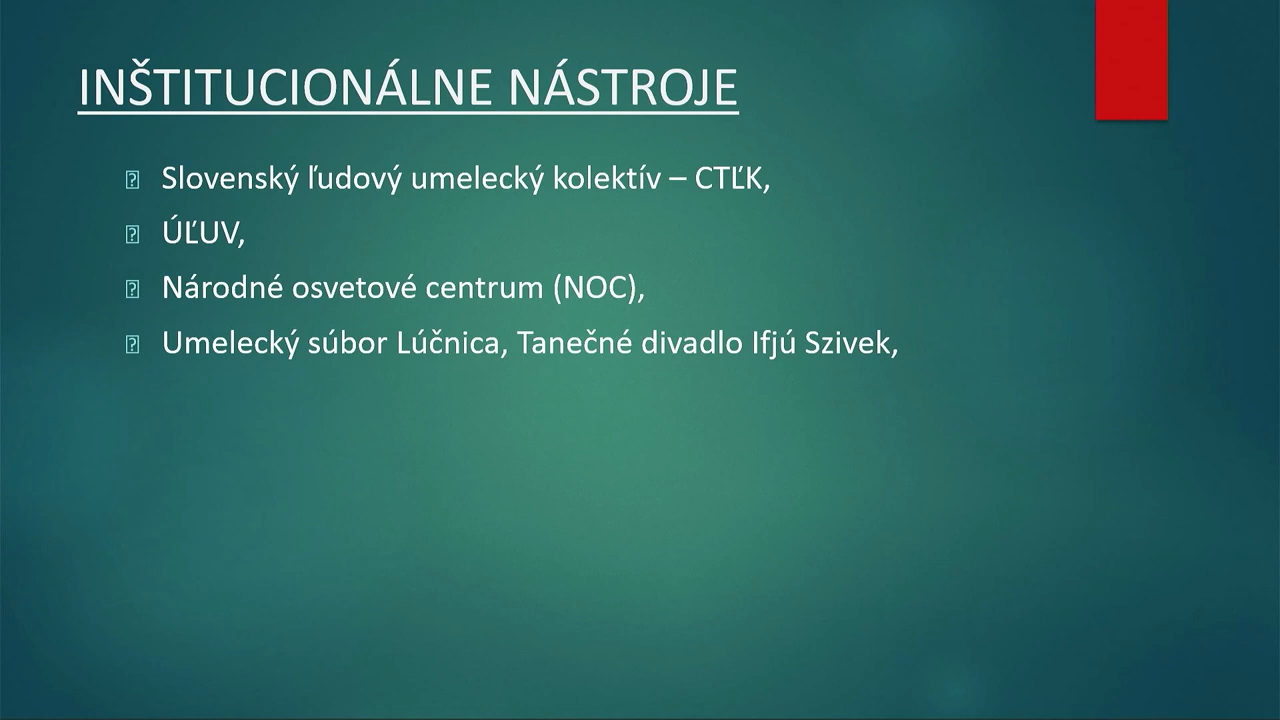 INŠTITUCIONÁLNE NÁSTROJE
Slovenský ľudový umelecký kolektív – CTĽK,
ÚĽUV,
Národné osvetové centrum (NOC),
Umelecký súbor Lúčnica, Tanečné divadlo Ifjú Szivek,